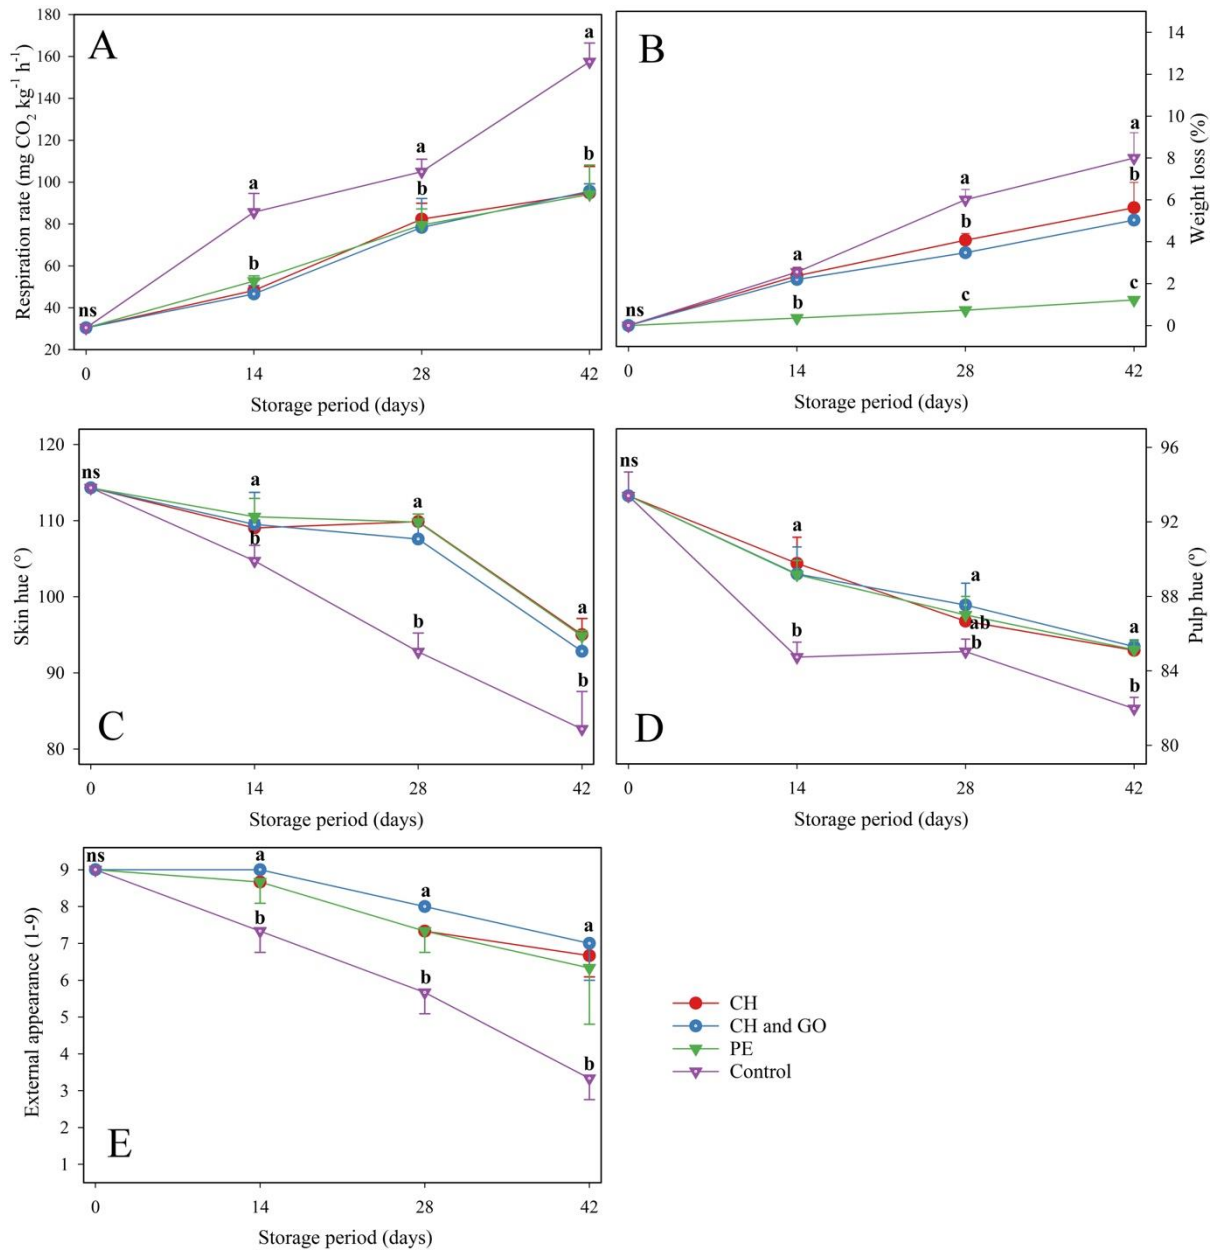 A
Respiration rate (mg CO₂ kg⁻¹ h⁻¹)
180
160
140
120
100
80
60
40
20
ns
a
b
a
b
a
b
0 14 28 42
Storage period (days)
B
Weight loss (%)
14
12
10
8
6
4
2
0
ns
a
b
a
b
c
a
b
c
0 14 28 42
Storage period (days)
C
Skin hue (°)
120
110
100
90
80
ns
a
b
a
b
a
b
0 14 28 42
Storage period (days)
D
Pulp hue (°)
96
92
88
84
80
ns
a
b
a
ab
b
a
b
0 14 28 42
Storage period (days)
E
External appearance (1-9)
9
8
7
6
5
4
3
2
1
ns
a
b
a
b
a
b
0 14 28 42
Storage period (days)
CH
CH and GO
PE
Control